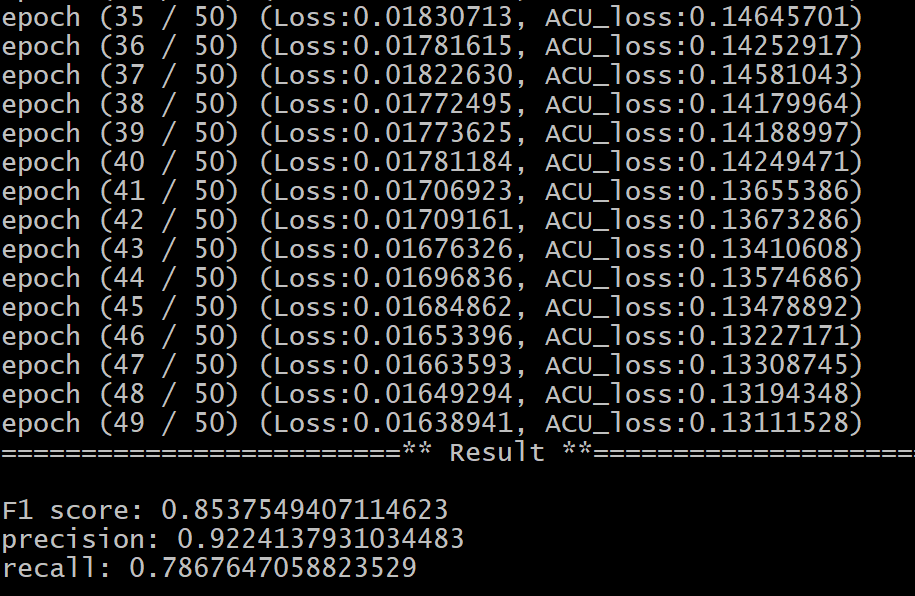 epoch (35 / 50) (Loss:0.01830713, ACU_loss:0.14645701)
epoch (36 / 50) (Loss:0.01781615, ACU_loss:0.14252917)
epoch (37 / 50) (Loss:0.01822630, ACU_loss:0.14581043)
epoch (38 / 50) (Loss:0.01772495, ACU_loss:0.14179964)
epoch (39 / 50) (Loss:0.01773625, ACU_loss:0.14188997)
epoch (40 / 50) (Loss:0.01781184, ACU_loss:0.14249471)
epoch (41 / 50) (Loss:0.01706923, ACU_loss:0.13655386)
epoch (42 / 50) (Loss:0.01709161, ACU_loss:0.13673286)
epoch (43 / 50) (Loss:0.01676326, ACU_loss:0.13410608)
epoch (44 / 50) (Loss:0.01696836, ACU_loss:0.13574686)
epoch (45 / 50) (Loss:0.01684862, ACU_loss:0.13478892)
epoch (46 / 50) (Loss:0.01653396, ACU_loss:0.13227171)
epoch (47 / 50) (Loss:0.01663593, ACU_loss:0.13308745)
epoch (48 / 50) (Loss:0.01649294, ACU_loss:0.13194348)
epoch (49 / 50) (Loss:0.01638941, ACU_loss:0.13111528)
=========================** Result **====================
F1 score: 0.8537549407114623
precision: 0.9224137931034483
recall: 0.7867647058823529